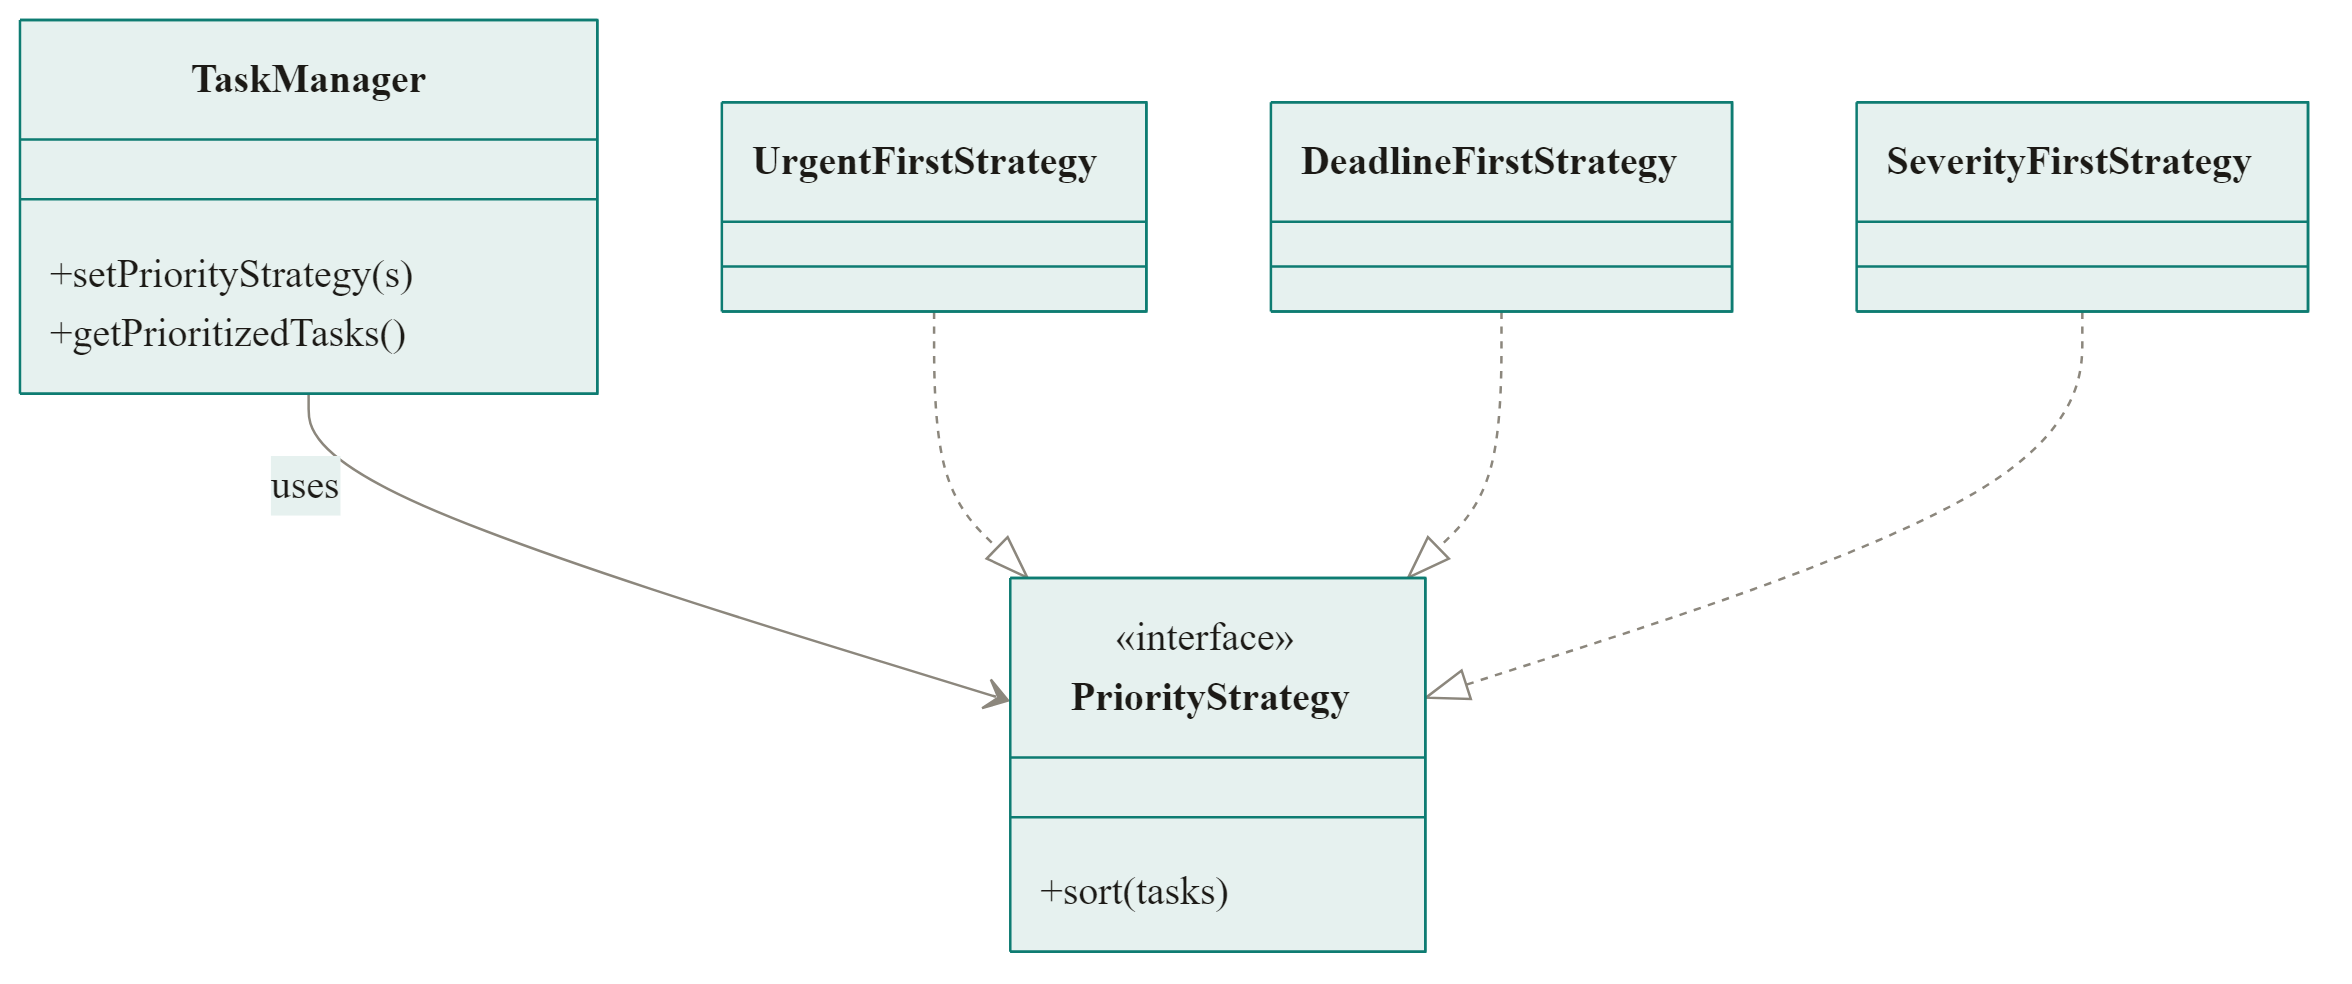 TaskManager
+setPriorityStrategy(s)
+getPrioritizedTasks()
UrgentFirstStrategy
DeadlineFirstStrategy
SeverityFirstStrategy
uses
«interface»
PriorityStrategy
+sort(tasks)